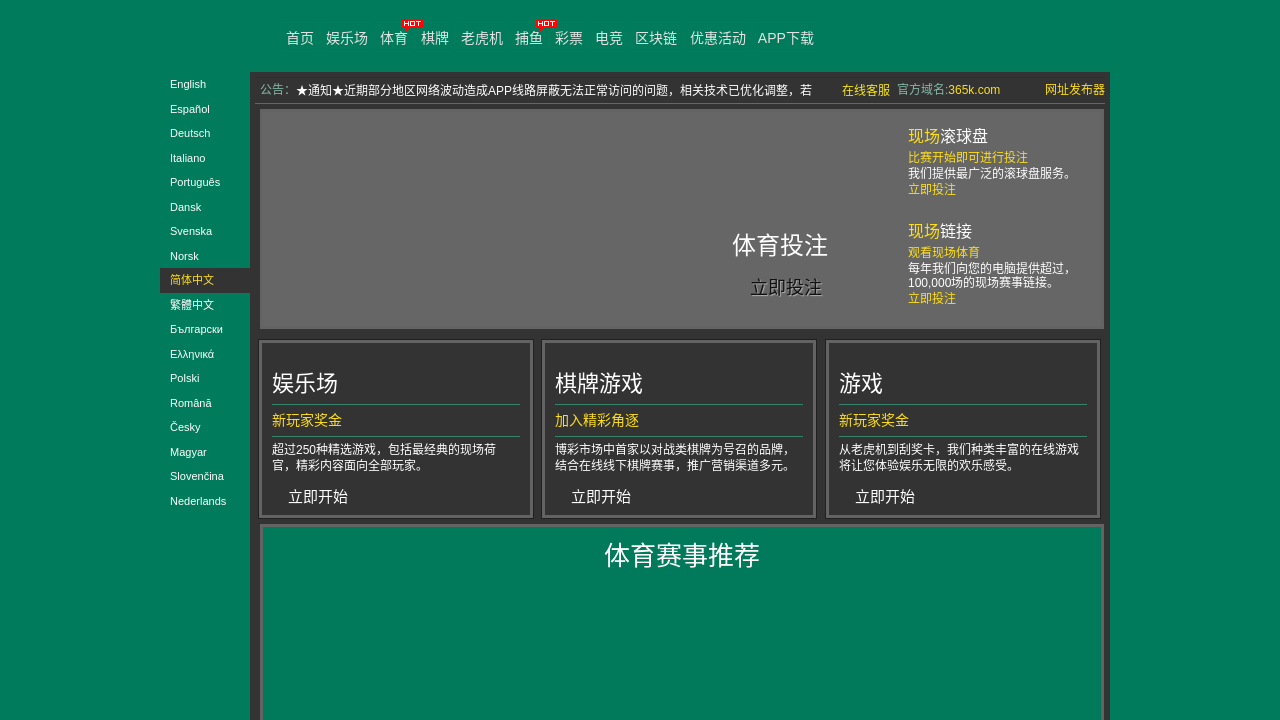 首页 娱乐场 体育 HOT 棋牌 老虎机 捕鱼 HOT 彩票 电竞 区块链 优惠活动 APP下载
English
Español
Deutsch
Italiano
Português
Dansk
Svenska
Norsk
简体中文
繁體中文
Български
Ελληνικά
Polski
Română
Česky
Magyar
Slovenčina
Nederlands
公告： ★通知★近期部分地区网络波动造成APP线路屏蔽无法正常访问的问题，相关技术已优化调整，若 在线客服 官方域名:365k.com 网址发布器
体育投注
立即投注
现场滚球盘
比赛开始即可进行投注
我们提供最广泛的滚球盘服务。
立即投注
现场链接
观看现场体育
每年我们向您的电脑提供超过，
100,000场的现场赛事链接。
立即投注
娱乐场
新玩家奖金
超过250种精选游戏，包括最经典的现场荷
官，精彩内容面向全部玩家。
立即开始
棋牌游戏
加入精彩角逐
博彩市场中首家以对战类棋牌为号召的品牌，
结合在线线下棋牌赛事，推广营销渠道多元。
立即开始
游戏
新玩家奖金
从老虎机到刮奖卡，我们种类丰富的在线游戏
将让您体验娱乐无限的欢乐感受。
立即开始
体育赛事推荐